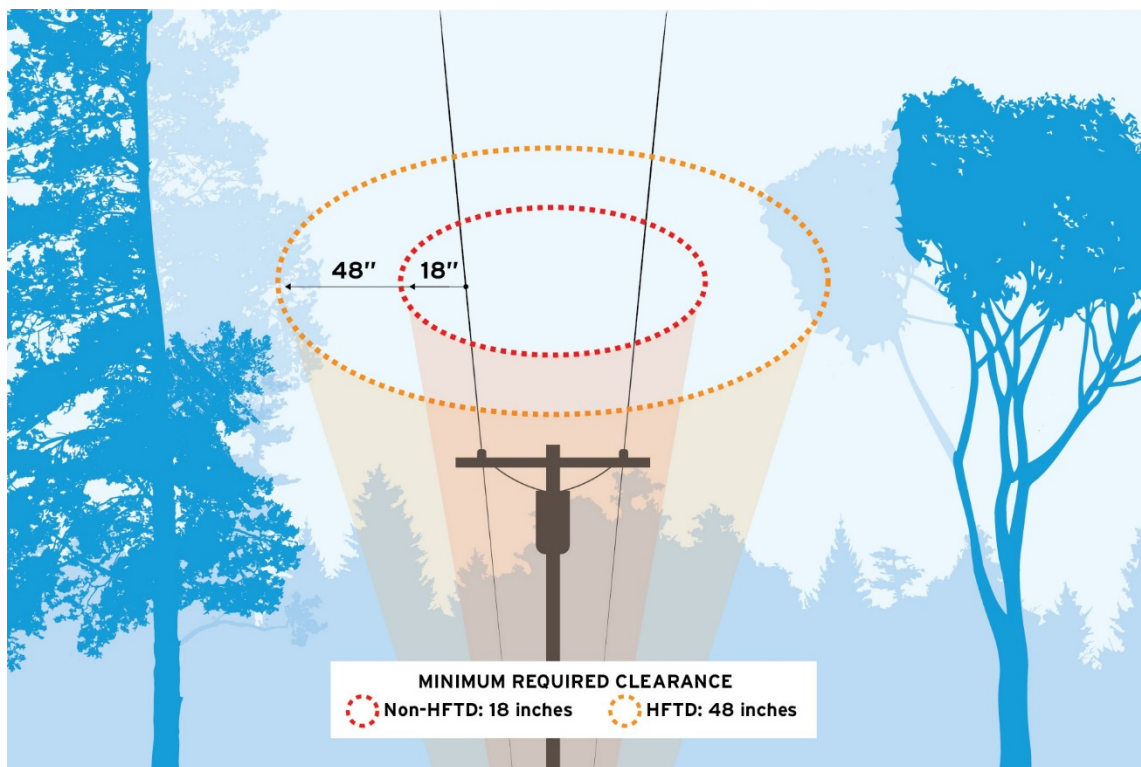 48"
18"
MINIMUM REQUIRED CLEARANCE
Non-HFTD: 18 inches
HFTD: 48 inches